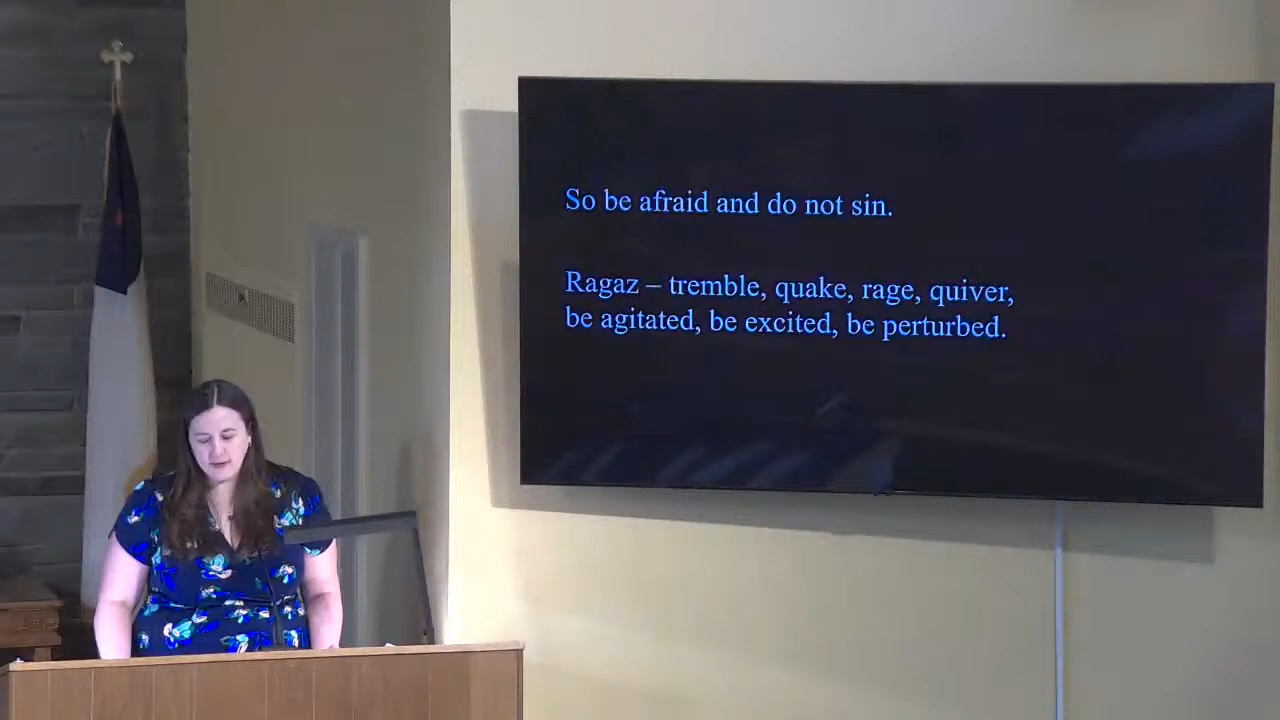 So be afraid and do not sin.
Ragaz – tremble, quake, rage, quiver,
be agitated, be excited, be perturbed.